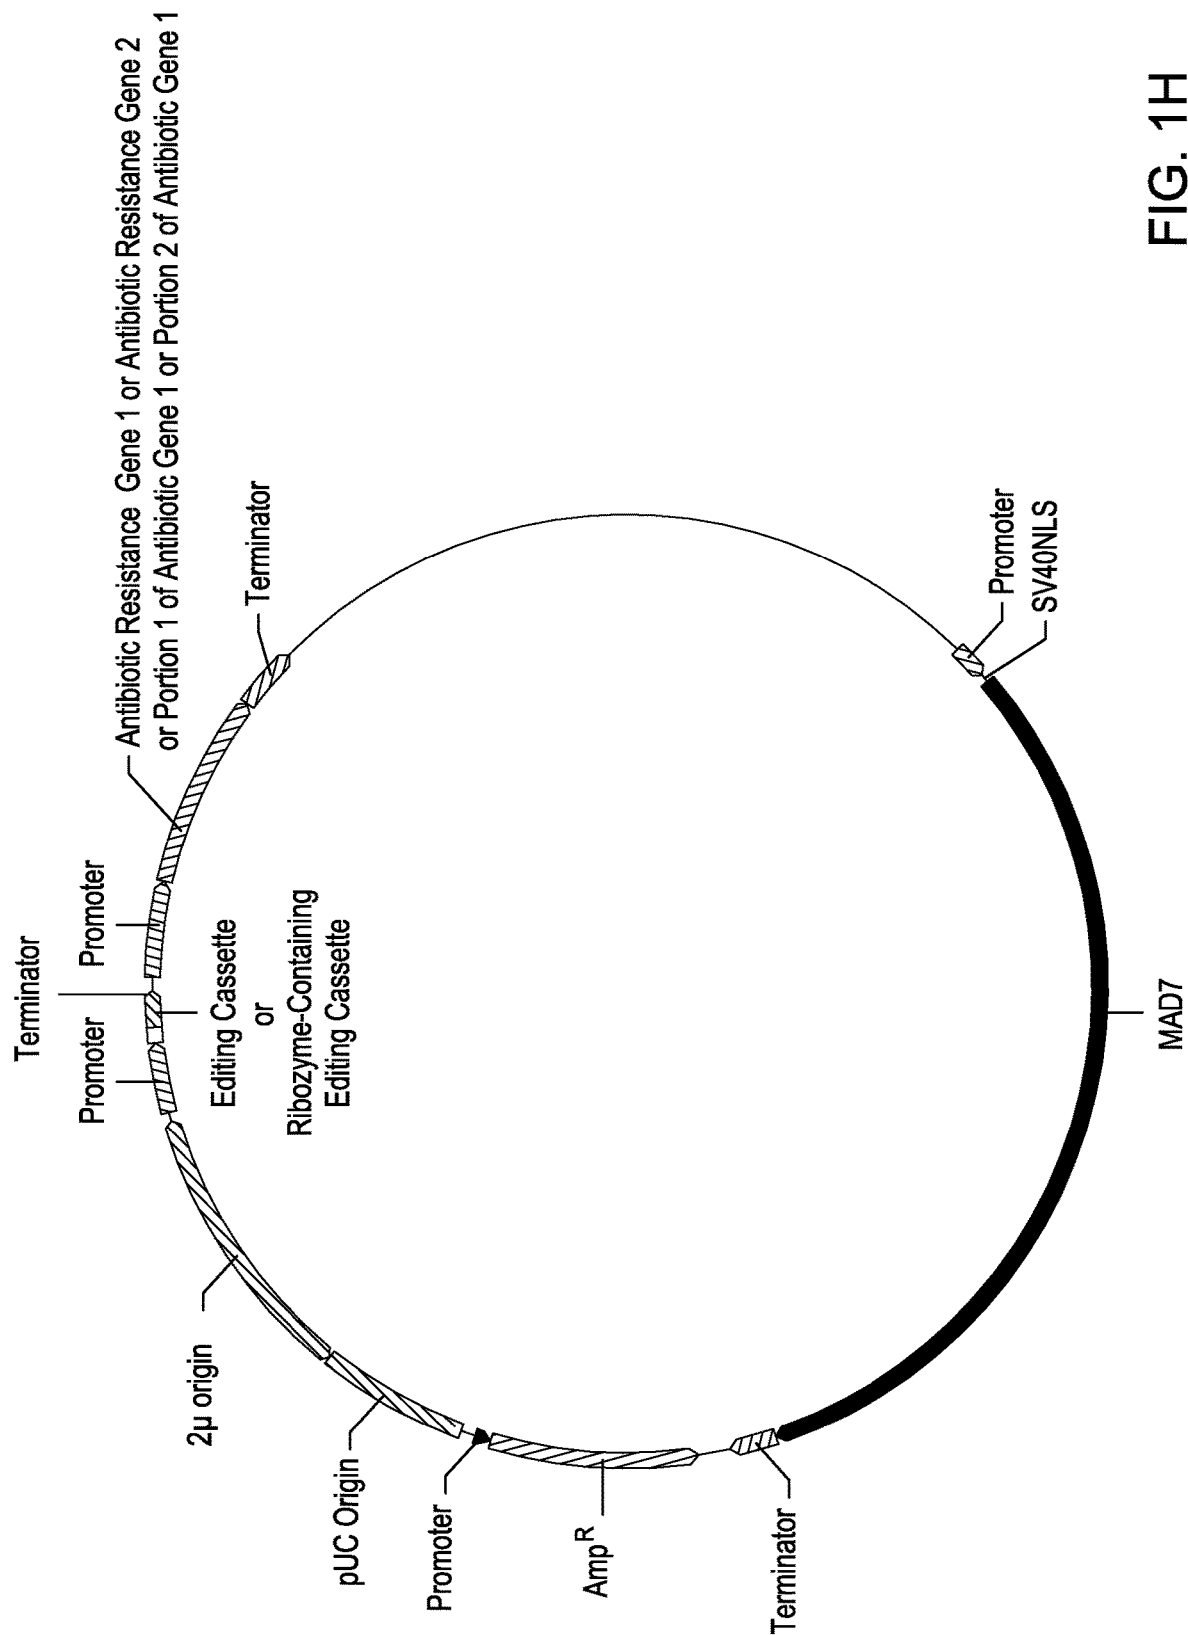 Terminator
Promoter
Promoter
Editing Cassette
or
Ribozyme-Containing
Editing Cassette
Antibiotic Resistance Gene 1 or Antibiotic Resistance Gene 2
or Portion 1 of Antibiotic Gene 1 or Portion 2 of Antibiotic Gene 1
Terminator
2µ origin
pUC Origin
Promoter
Amp^R
Terminator
Promoter
SV40NLS
MAD7
FIG. 1H